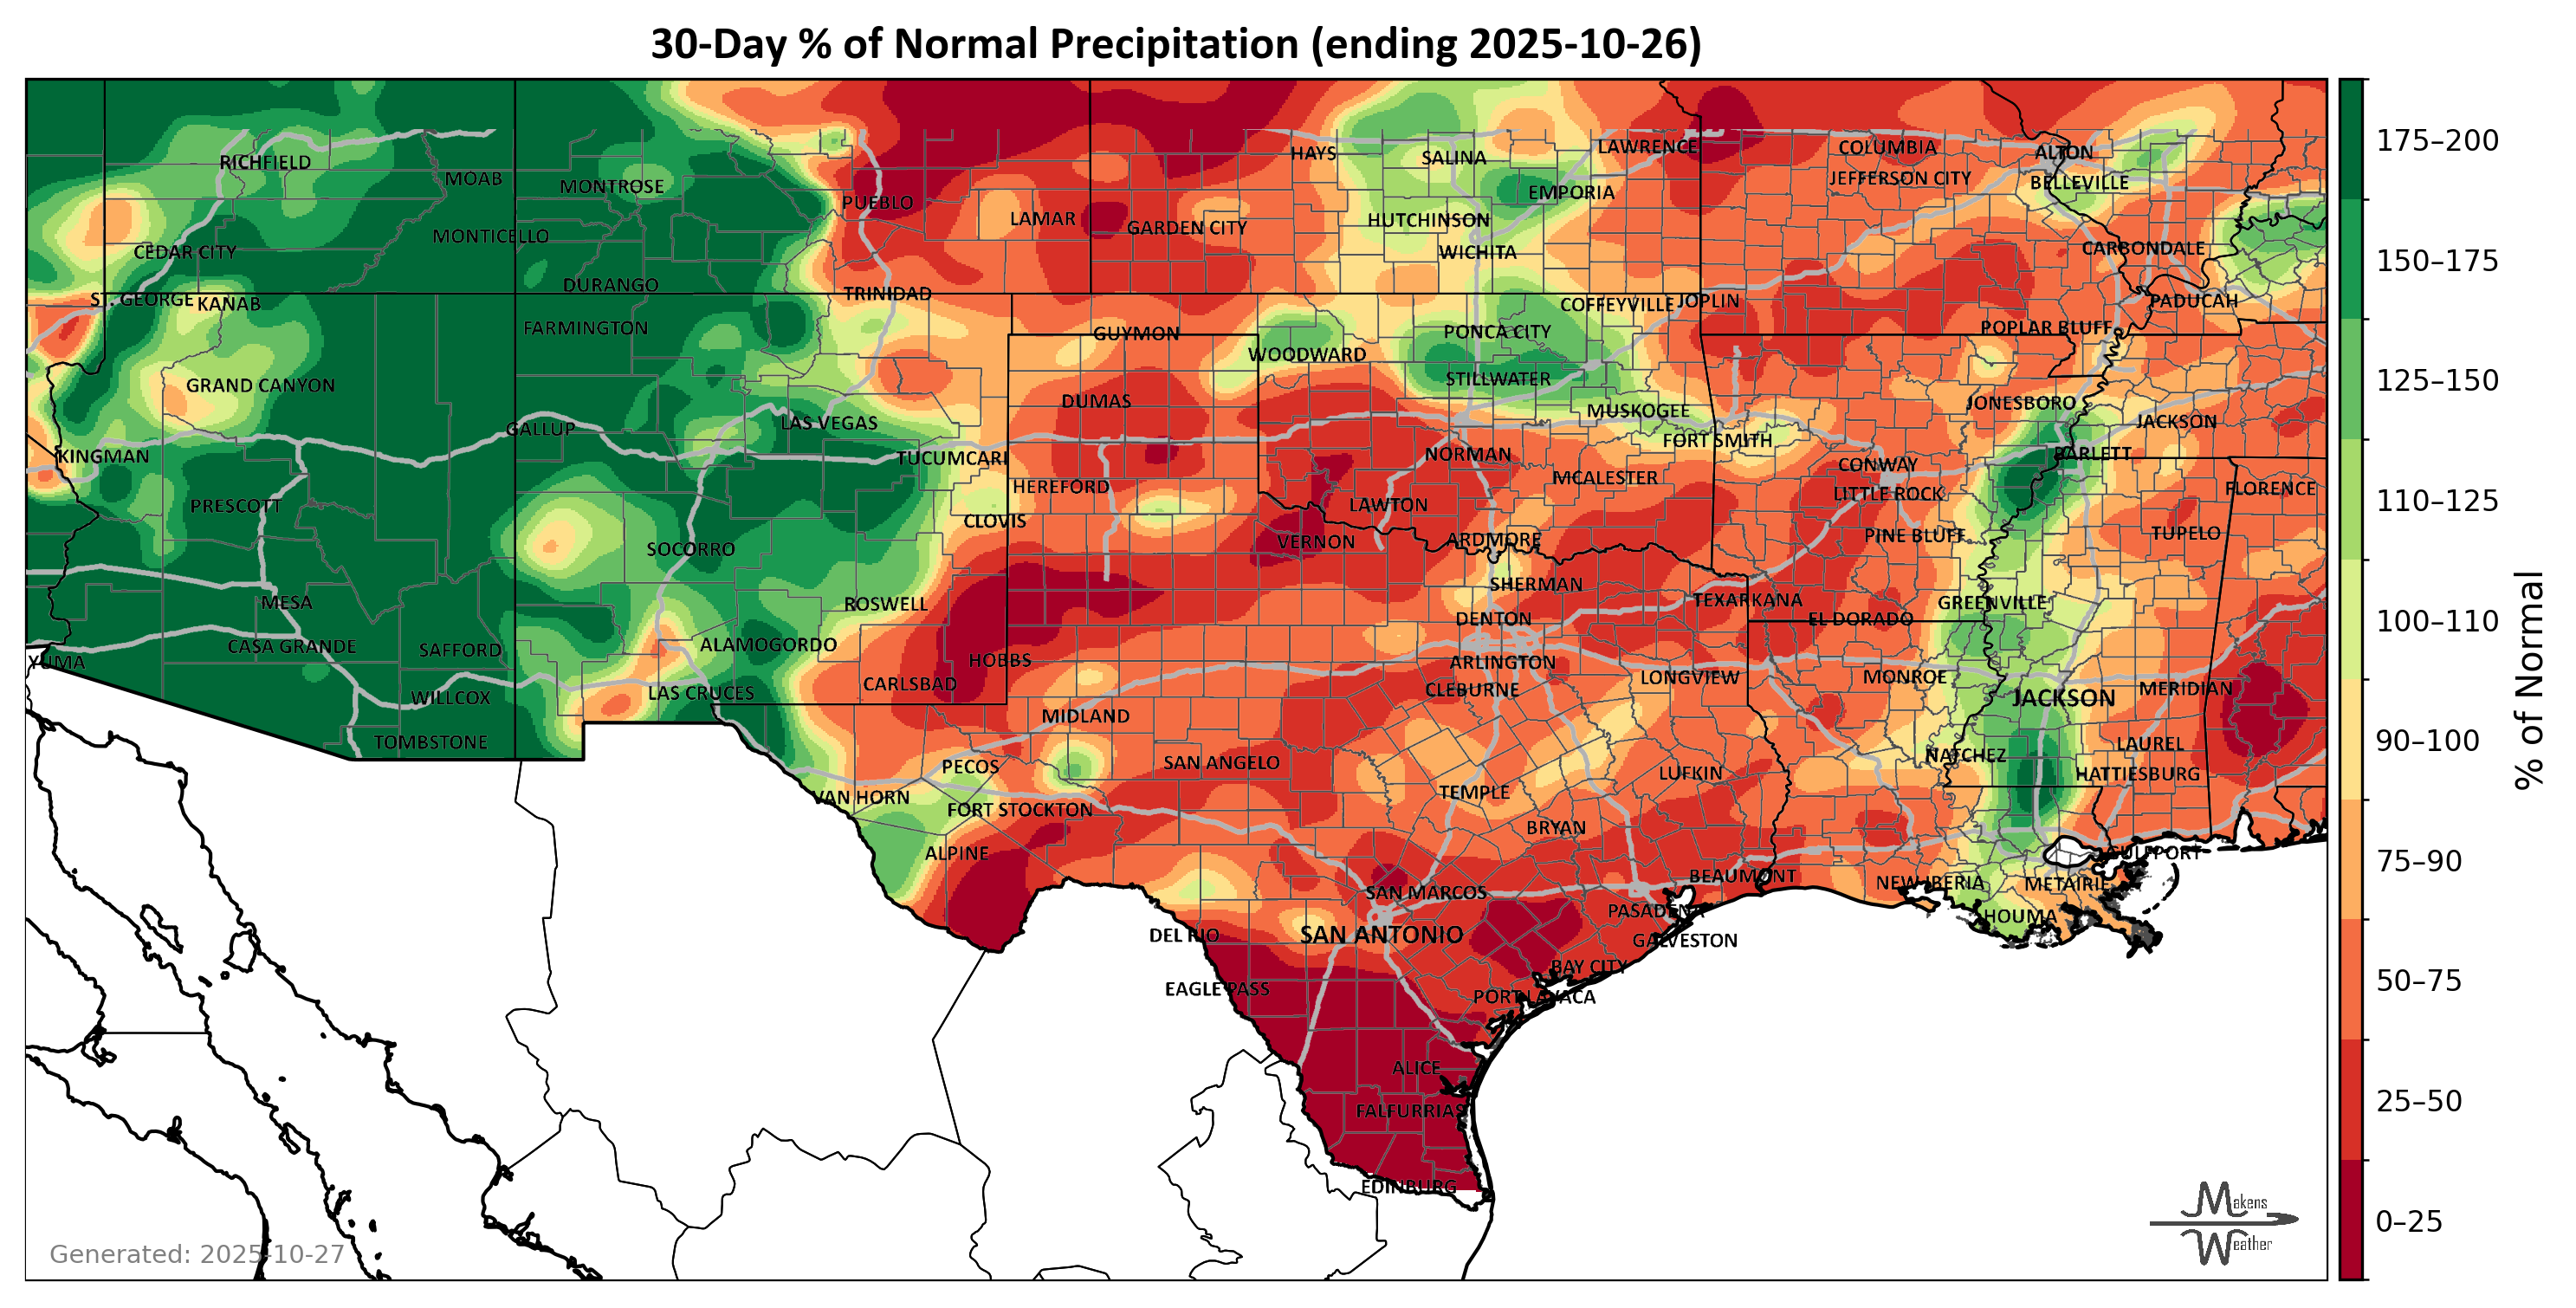 30-Day % of Normal Precipitation (ending 2025-10-26)
RICHFIELD
MOAB
MONTROSE
PUEBLO
LAMAR
GARDEN CITY
HAYS
SALINA
LAWRENCE
COLUMBIA
ALTON
JEFFERSON CITY
BELLEVILLE
EMPORIA
HUTCHINSON
WICHITA
MONTICELLO
CEDAR CITY
CARBONDALE
DURANGO
TRINIDAD
ST. GEORGE
KANAB
COFFEYVILLE
JOPLIN
PADUCAH
FARMINGTON
GUYMON
PONCA CITY
POPLAR BLUFF
WOODWARD
GRAND CANYON
STILLWATER
DUMAS
JONESBORO
MUSKOGEE
JACKSON
GALLUP
LAS VEGAS
FORT SMITH
KINGMAN
TUCUMCARI
NORMAN
BARLETT
CONWAY
MCALESTER
HEREFORD
LITTLE ROCK
FLORENCE
PRESCOTT
LAWTON
CLOVIS
PINE BLUFF
TUPELO
SOCORRO
VERNON
ARDMORE
SHERMAN
MESA
ROSWELL
TEXARKANA
GREENVILLE
DENTON
EL DORADO
CASA GRANDE
SAFFORD
ALAMOGORDO
YUMA
HOBBS
ARLINGTON
CARLSBAD
CLEBURNE
LONGVIEW
MONROE
MERIDIAN
WILLCOX
LAS CRUCES
JACKSON
MIDLAND
TOMBSTONE
LAUREL
NATCHEZ
PECOS
SAN ANGELO
LUFKIN
HATTIESBURG
VAN HORN
FORT STOCKTON
TEMPLE
BRYAN
ALPINE
GULFPORT
BEAUMONT
NEW IBERIA
METAIRIE
SAN MARCOS
PASADENA
HOUMA
DEL RIO
SAN ANTONIO
GALVESTON
BAY CITY
EAGLE PASS
PORT LAVACA
ALICE
FALFURRIAS
EDINBURG
175–200
150–175
125–150
110–125
100–110
90–100
75–90
50–75
25–50
0–25
% of Normal
Generated: 2025-10-27
Makens
Weather